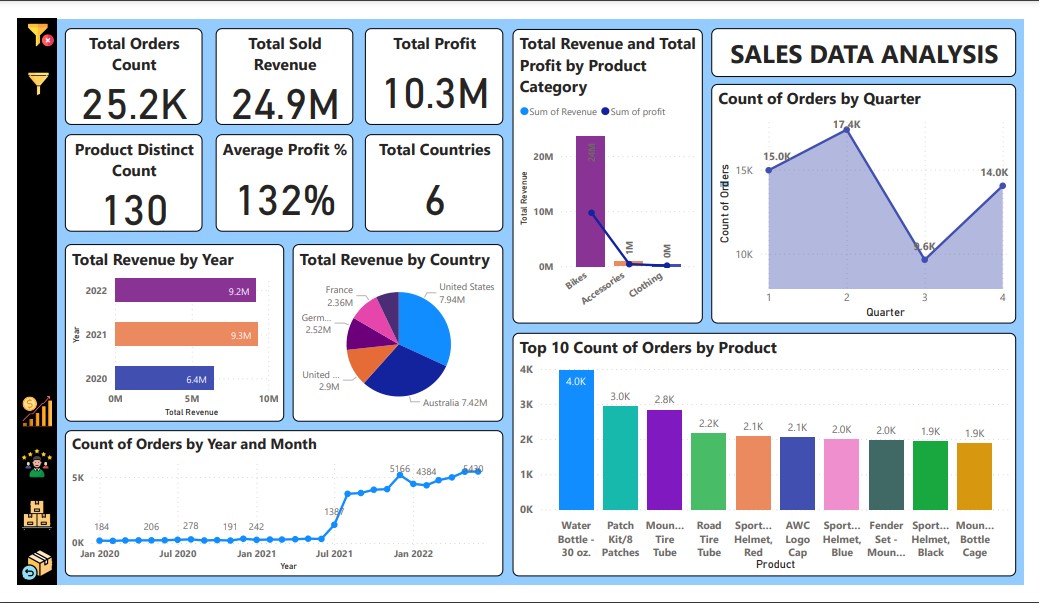 Total Orders
Count
25.2K
Total Sold
Revenue
24.9M
Total Profit
10.3M
Product Distinct
Count
130
Average Profit %
132%
Total Countries
6
Total Revenue and Total
Profit by Product
Category
Sum of Revenue Sum of profit
Total Revenue
20M
10M
0M
24M
1M
0M
Bikes
Accessories
Clothing
SALES DATA ANALYSIS
Count of Orders by Quarter
Count of Orders
15K
10K
15.0K
17.4K
9.6K
14.0K
1 2 3 4
Quarter
Total Revenue by Year
Year
2022
9.2M
2021
9.3M
2020
6.4M
0M 5M 10M
Total Revenue
Total Revenue by Country
United States
7.94M
Australia 7.42M
United ...
2.9M
Germ...
2.52M
France
2.36M
Count of Orders by Year and Month
5K
0K
184 206 278 191 242 1387 5166 4384 5430
Jan 2020 Jul 2020 Jan 2021 Jul 2021 Jan 2022
Year
Top 10 Count of Orders by Product
4K
3K
2K
1K
0K
4.0K 3.0K 2.8K 2.2K 2.1K 2.1K 2.0K 2.0K 1.9K 1.9K
Water
Bottle -
30 oz.
Patch
Kit/8
Patches
Moun...
Tire
Tube
Road
Tire
Tube
Sport...
Helmet,
Red
AWC
Logo
Cap
Sport...
Helmet,
Blue
Fender
Set -
Moun...
Sport...
Helmet,
Black
Moun...
Bottle
Cage
Product